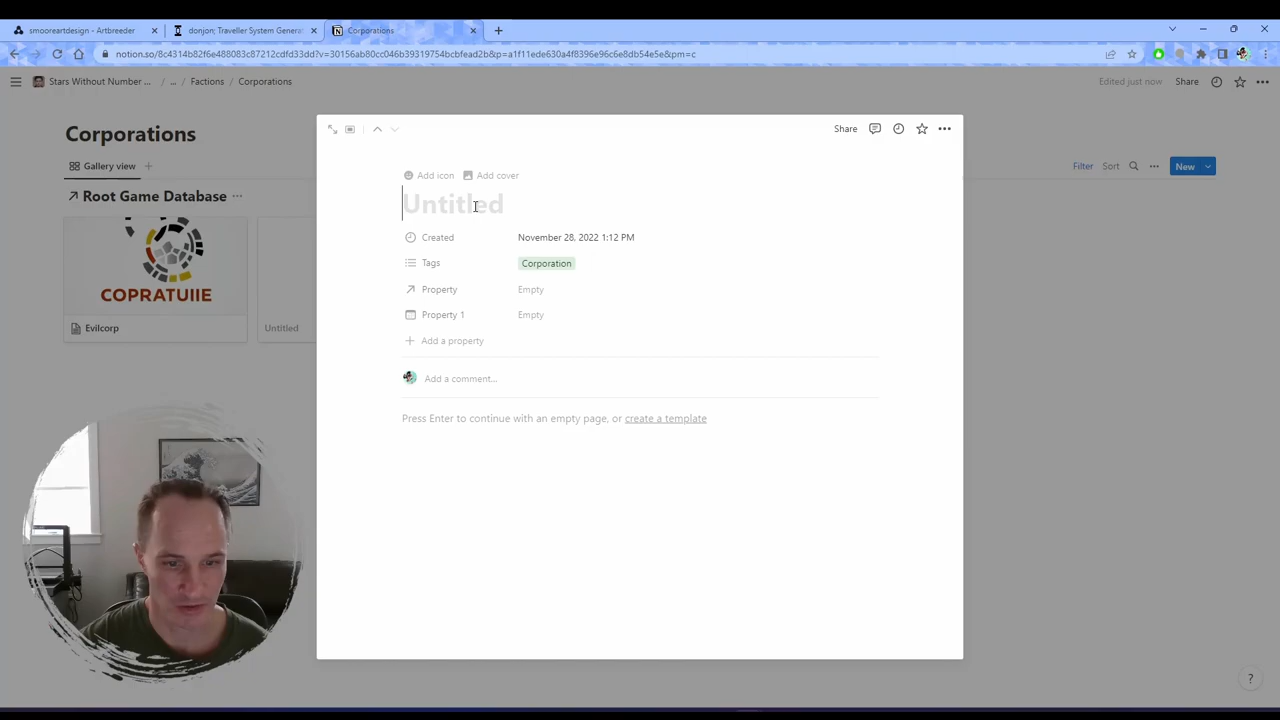 smooreartdesign - Artbreeder
donjon; Traveller System Genera
Corporations
notion.so/8c4314b82f6e488083c87212cdfd33dd?v=30156ab80cc046b39319754bcbfead2b&p=a1f11ede630a4f8396e96c6e8db54e5e&pm=c
Stars Without Number ... / ... / Factions / Corporations
Edited just now
Share
Corporations
Gallery view
Filter
Sort
New
Root Game Database
COPRATUIIE
Evilcorp
Untitled
Share
Add icon
Add cover
Untitled
Created
November 28, 2022 1:12 PM
Tags
Corporation
Property
Empty
Property 1
Empty
Add a property
Add a comment...
Press Enter to continue with an empty page, or create a template
?